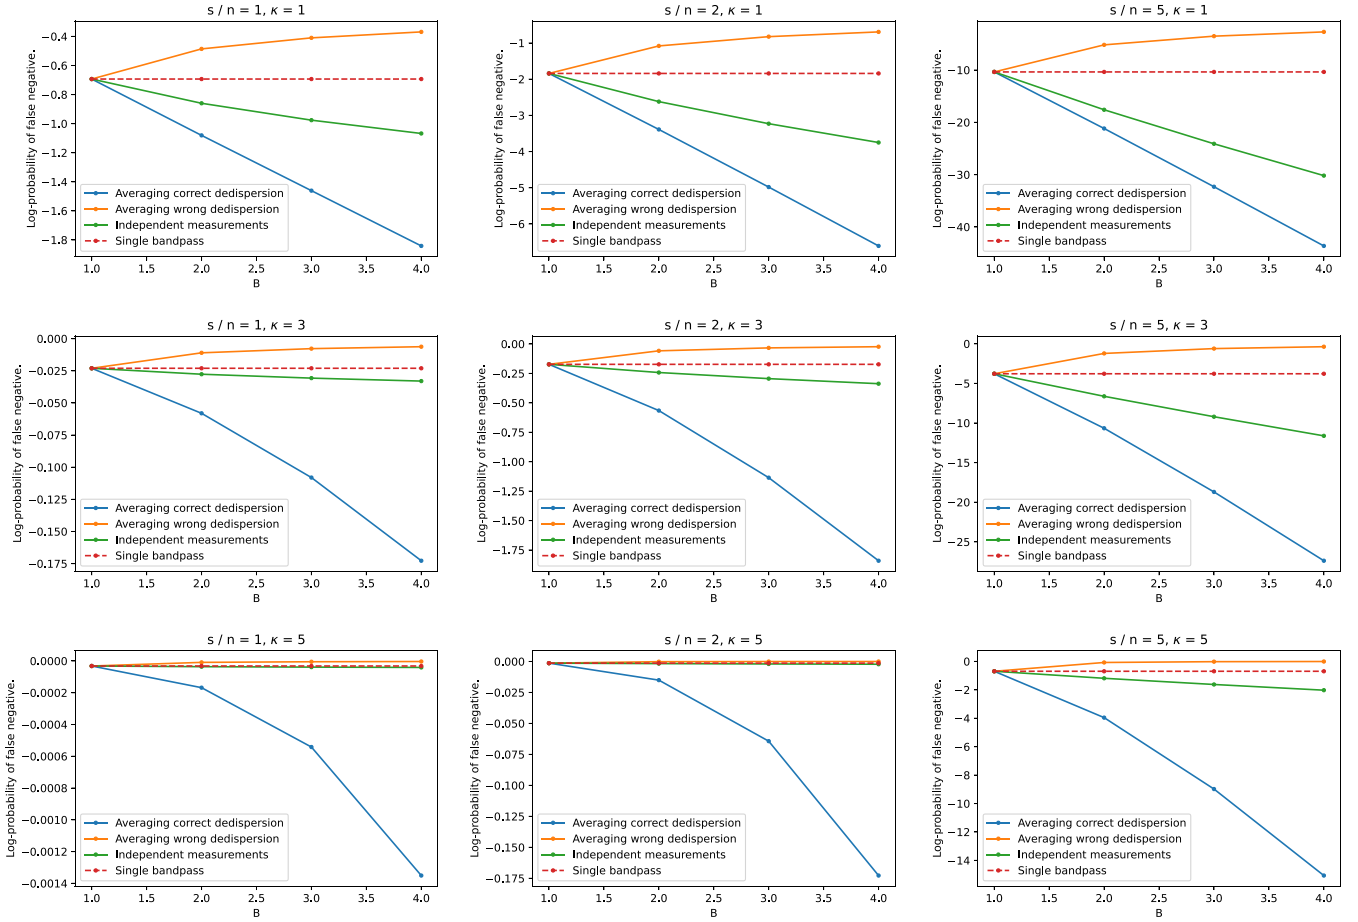 s / n = 1, κ = 1
Log-probability of false negative.
−0.4
−0.6
−0.8
−1.0
−1.2
−1.4
−1.6
−1.8
Averaging correct dedispersion
Averaging wrong dedispersion
Independent measurements
Single bandpass
1.0 1.5 2.0 2.5 3.0 3.5 4.0
B
s / n = 2, κ = 1
Log-probability of false negative.
−1
−2
−3
−4
−5
−6
Averaging correct dedispersion
Averaging wrong dedispersion
Independent measurements
Single bandpass
1.0 1.5 2.0 2.5 3.0 3.5 4.0
B
s / n = 5, κ = 1
Log-probability of false negative.
−10
−20
−30
−40
Averaging correct dedispersion
Averaging wrong dedispersion
Independent measurements
Single bandpass
1.0 1.5 2.0 2.5 3.0 3.5 4.0
B
s / n = 1, κ = 3
Log-probability of false negative.
0.000
−0.025
−0.050
−0.075
−0.100
−0.125
−0.150
−0.175
Averaging correct dedispersion
Averaging wrong dedispersion
Independent measurements
Single bandpass
1.0 1.5 2.0 2.5 3.0 3.5 4.0
B
s / n = 2, κ = 3
Log-probability of false negative.
0.00
−0.25
−0.50
−0.75
−1.00
−1.25
−1.50
−1.75
Averaging correct dedispersion
Averaging wrong dedispersion
Independent measurements
Single bandpass
1.0 1.5 2.0 2.5 3.0 3.5 4.0
B
s / n = 5, κ = 3
Log-probability of false negative.
0
−5
−10
−15
−20
−25
Averaging correct dedispersion
Averaging wrong dedispersion
Independent measurements
Single bandpass
1.0 1.5 2.0 2.5 3.0 3.5 4.0
B
s / n = 1, κ = 5
Log-probability of false negative.
0.0000
−0.0002
−0.0004
−0.0006
−0.0008
−0.0010
−0.0012
−0.0014
Averaging correct dedispersion
Averaging wrong dedispersion
Independent measurements
Single bandpass
1.0 1.5 2.0 2.5 3.0 3.5 4.0
B
s / n = 2, κ = 5
Log-probability of false negative.
0.000
−0.025
−0.050
−0.075
−0.100
−0.125
−0.150
−0.175
Averaging correct dedispersion
Averaging wrong dedispersion
Independent measurements
Single bandpass
1.0 1.5 2.0 2.5 3.0 3.5 4.0
B
s / n = 5, κ = 5
Log-probability of false negative.
0
−2
−4
−6
−8
−10
−12
−14
Averaging correct dedispersion
Averaging wrong dedispersion
Independent measurements
Single bandpass
1.0 1.5 2.0 2.5 3.0 3.5 4.0
B